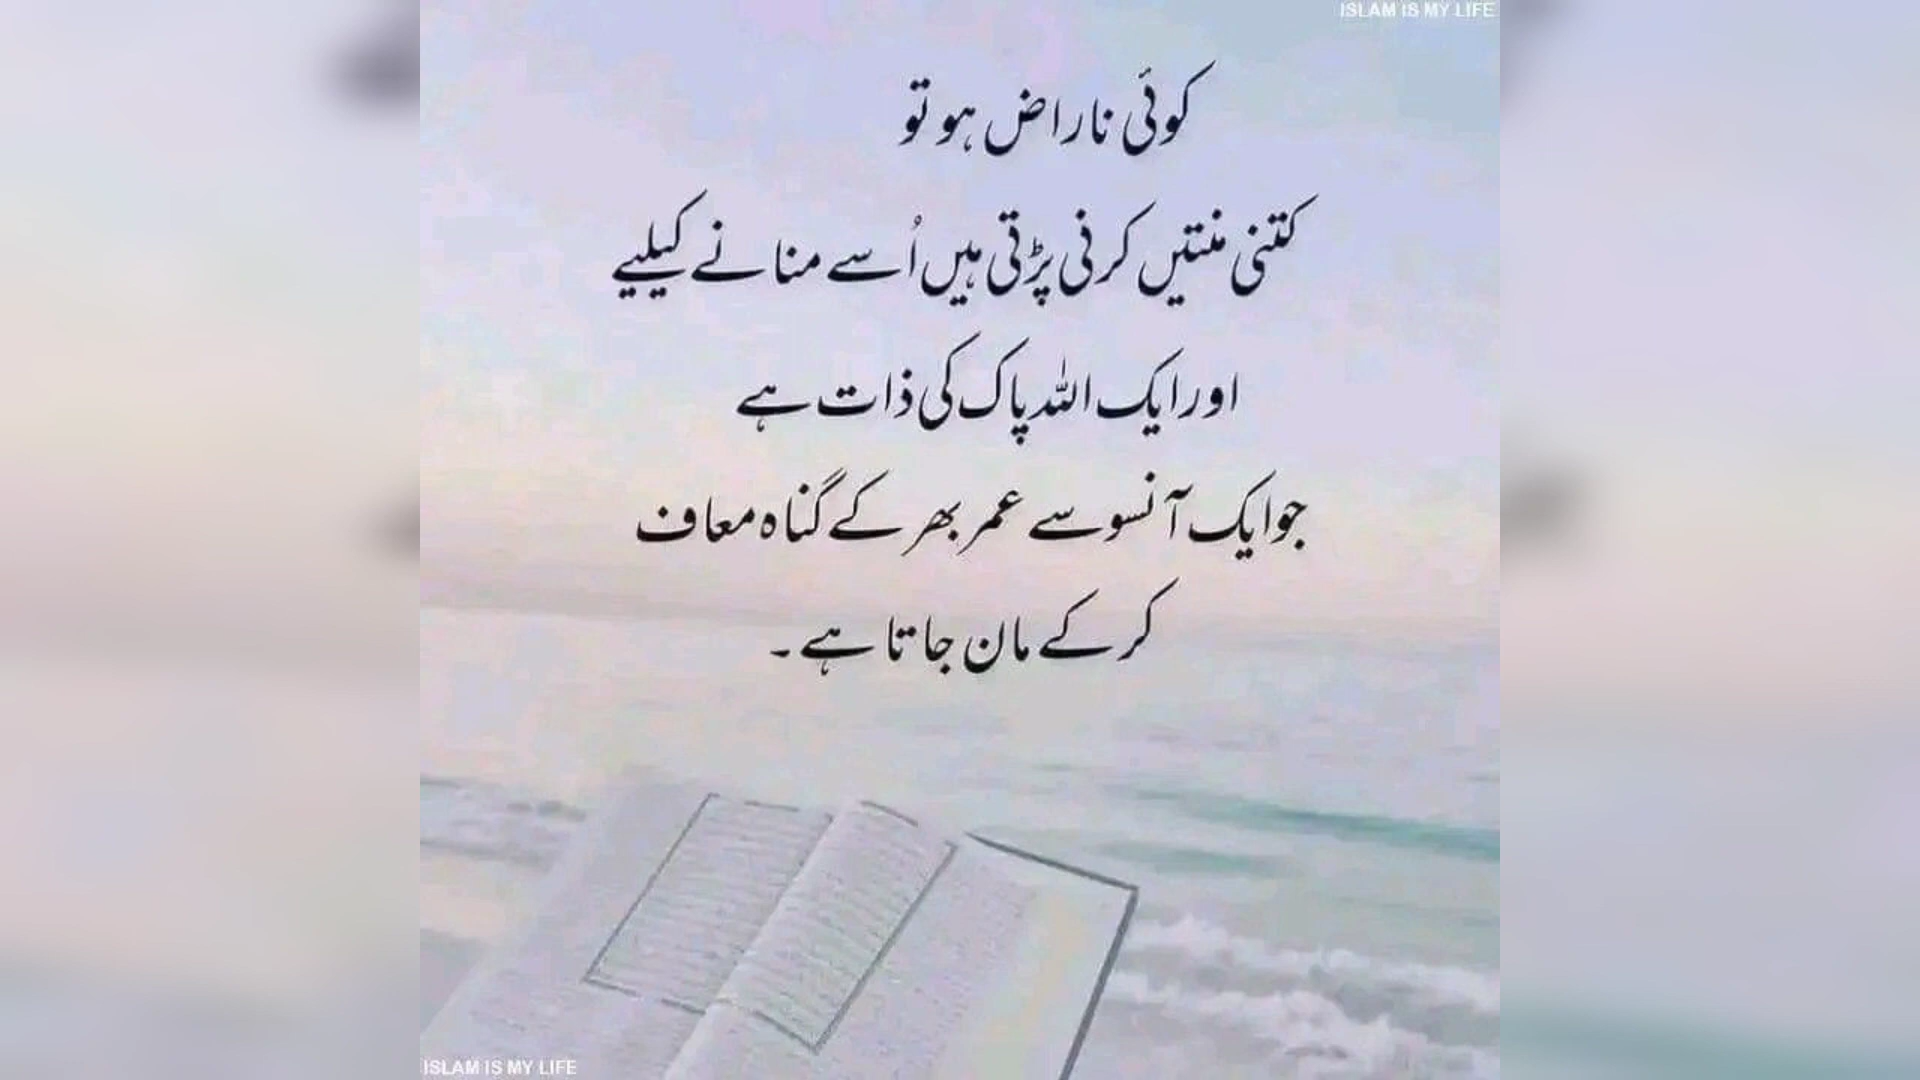 ISLAM IS MY LIFE
کوئی ناراض ہو تو
کتنی منتیں کرنی پڑتی ہیں اُسے منانے کیلیے
اور ایک اللہ پاک کی ذات ہے
جو ایک آنسو سے عمر بھر کے گناہ معاف
کر کے مان جاتا ہے۔
ISLAM IS MY LIFE